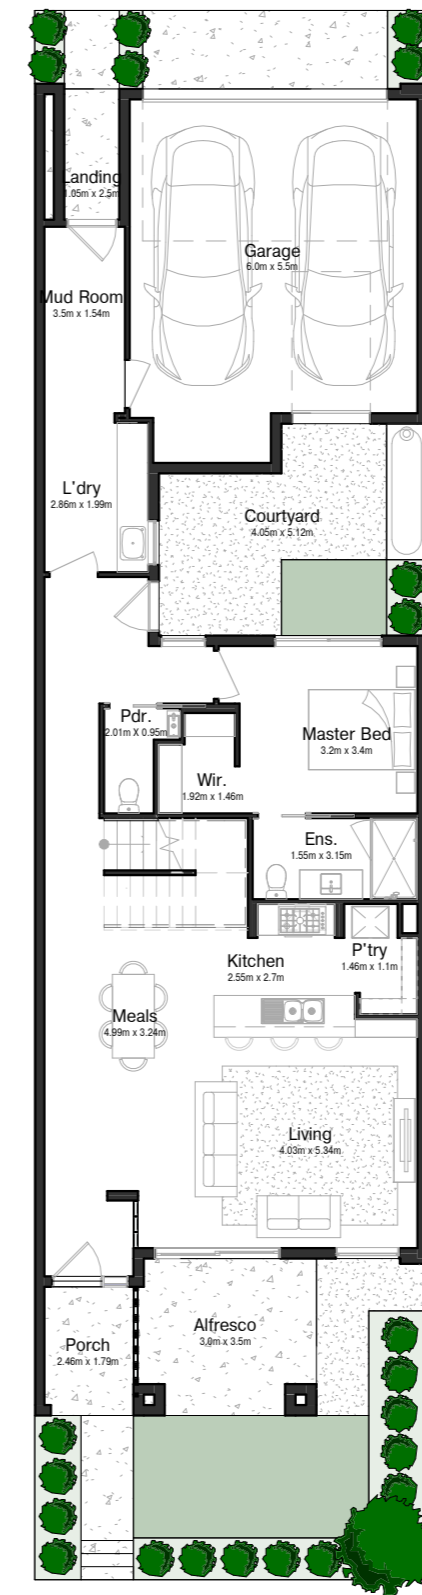 Landing
1.05m x 2.5m
Garage
6.0m x 5.5m
Mud Room
3.5m x 1.54m
L'dry
2.86m x 1.99m
Courtyard
4.05m x 5.12m
Pdr.
2.01m X 0.95m
Master Bed
3.2m x 3.4m
Wir.
1.92m x 1.46m
Ens.
1.55m x 3.15m
Kitchen
2.55m x 2.7m
P'try
1.46m x 1.1m
Meals
4.99m x 3.24m
Living
4.03m x 5.34m
Alfresco
3.0m x 3.5m
Porch
2.46m x 1.79m